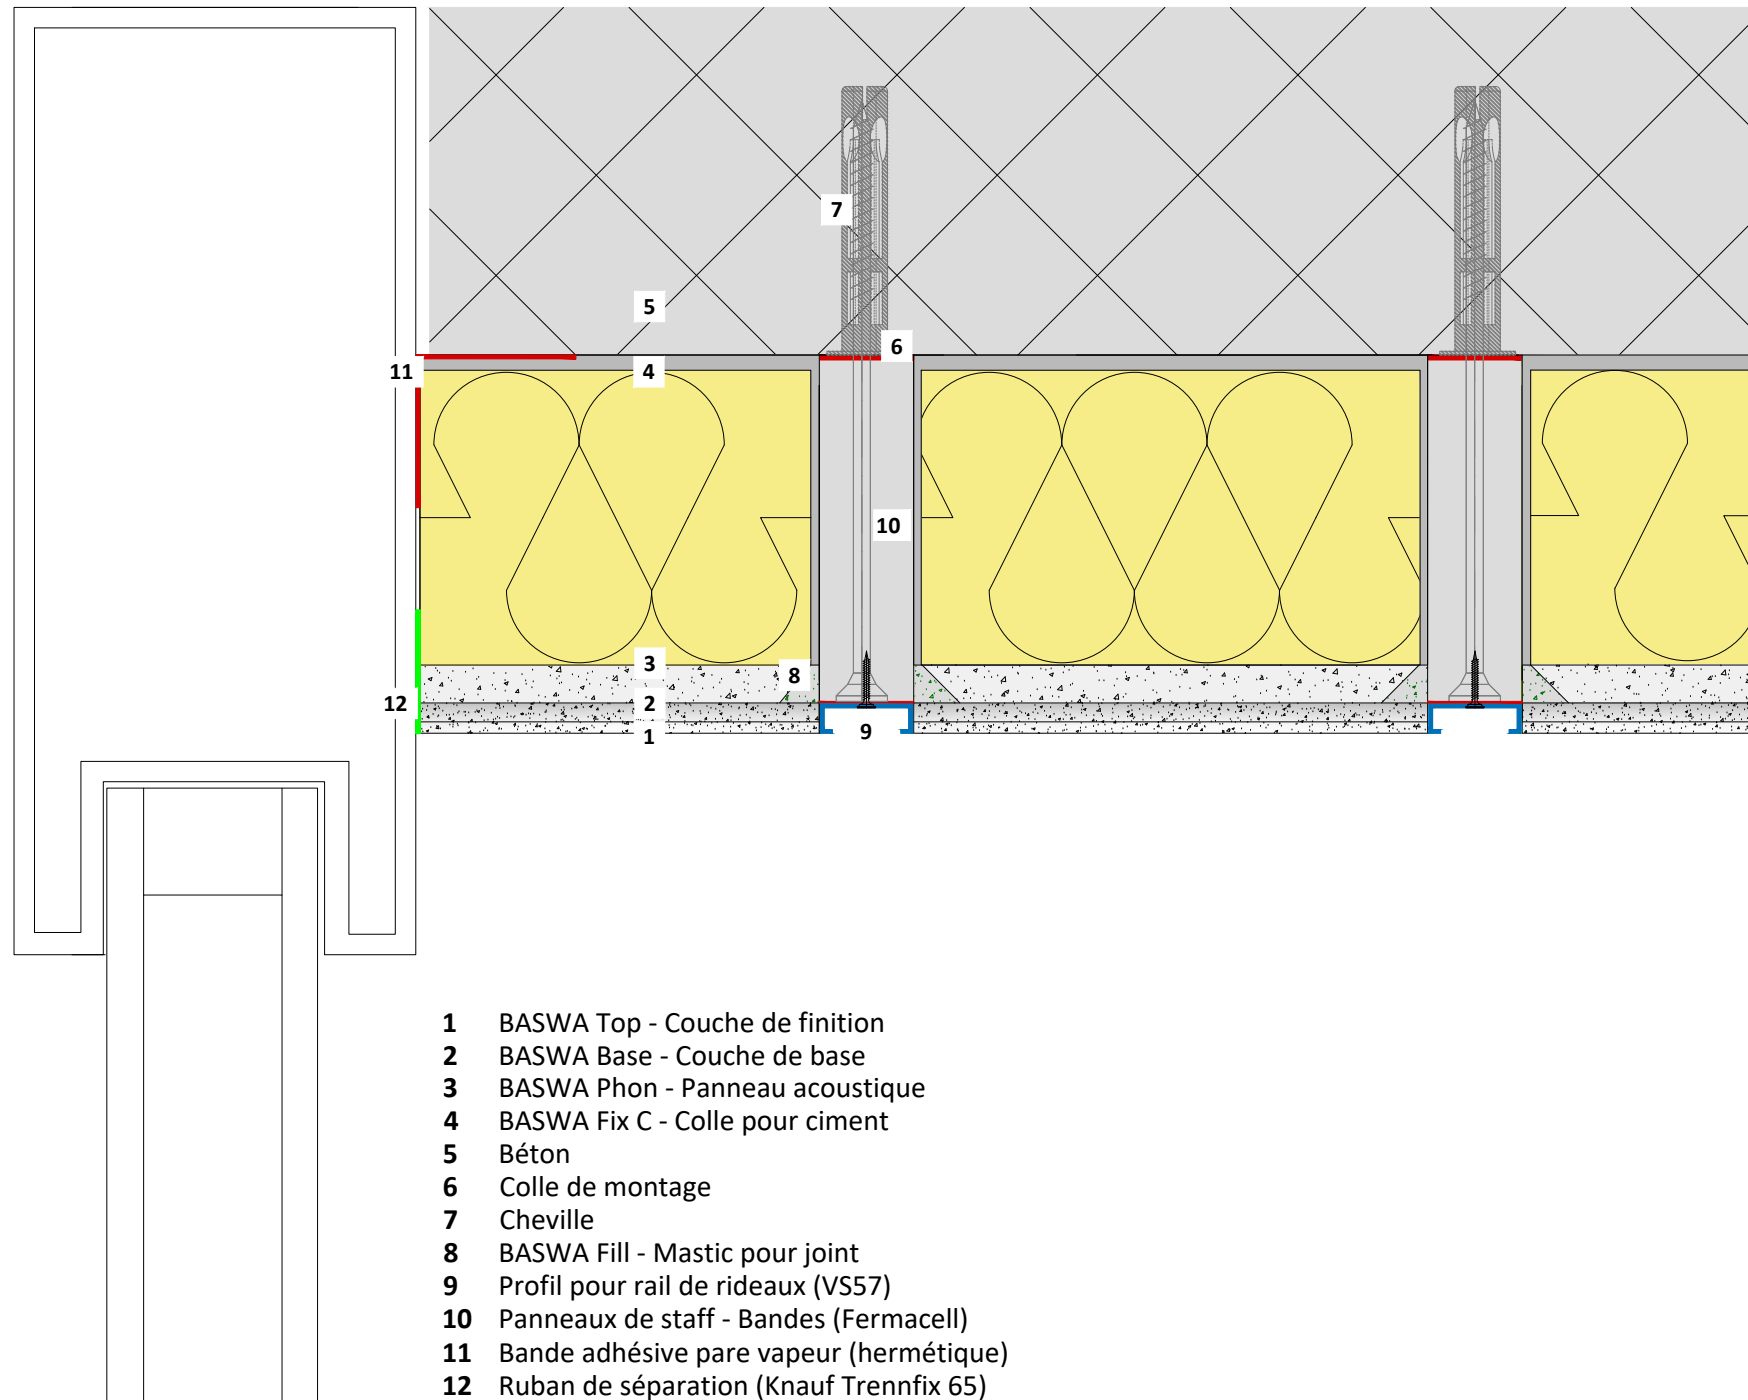 7
5
6
11
4
10
3
8
12
2
9
1
1 BASWA Top - Couche de finition
2 BASWA Base - Couche de base
3 BASWA Phon - Panneau acoustique
4 BASWA Fix C - Colle pour ciment
5 Béton
6 Colle de montage
7 Cheville
8 BASWA Fill - Mastic pour joint
9 Profil pour rail de rideaux (VS57)
10 Panneaux de staff - Bandes (Fermacell)
11 Bande adhésive pare vapeur (hermétique)
12 Ruban de séparation (Knauf Trennfix 65)